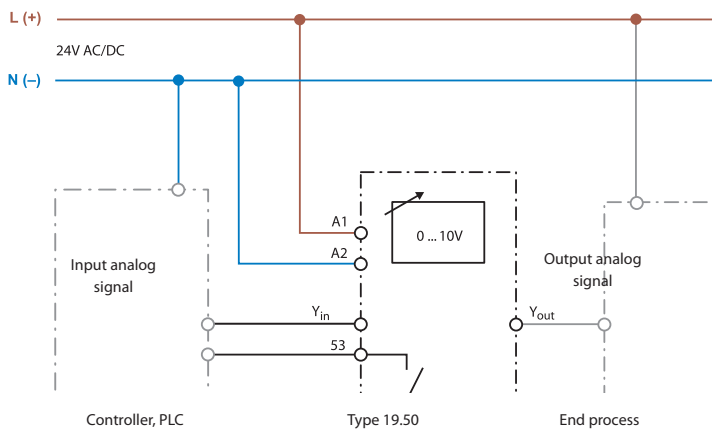 L (+)
24V AC/DC
N (–)
A1
0 ... 10V
A2
Input analog
signal
Output analog
signal
Yin
Yout
53
Controller, PLC
Type 19.50
End process